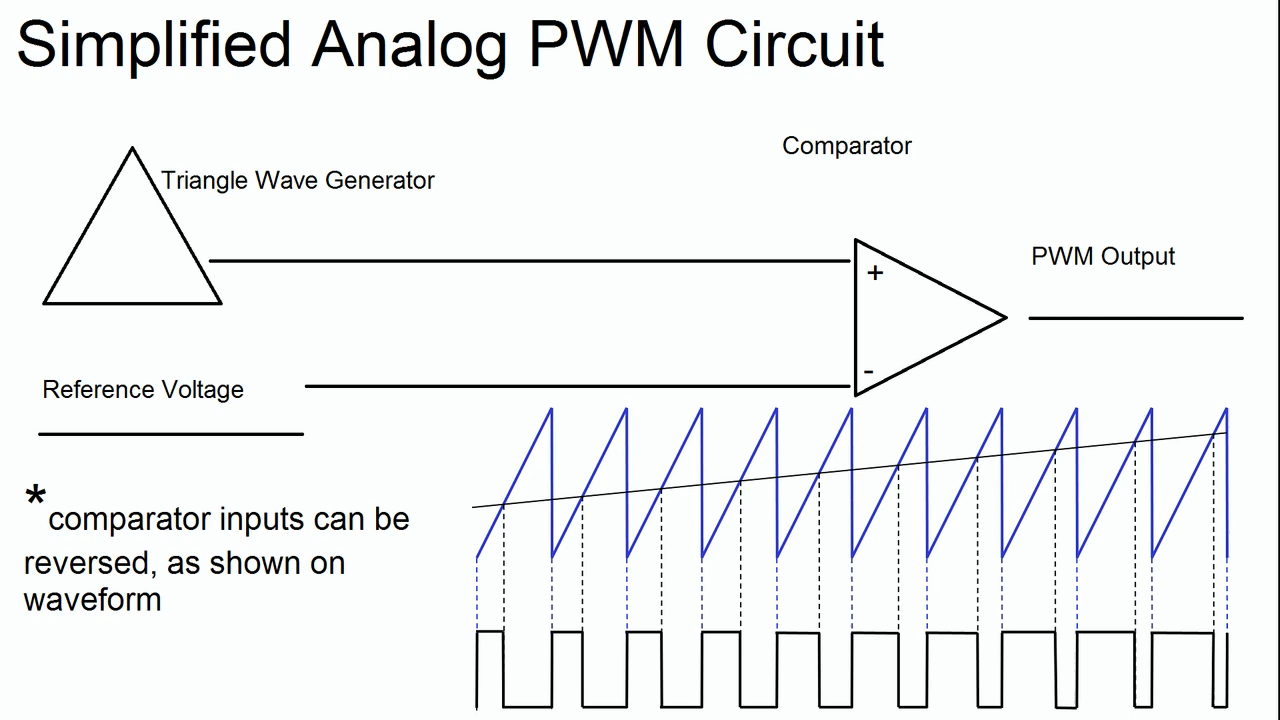 Simplified Analog PWM Circuit
Comparator
Triangle Wave Generator
+
PWM Output
-
Reference Voltage
*comparator inputs can be
reversed, as shown on
waveform